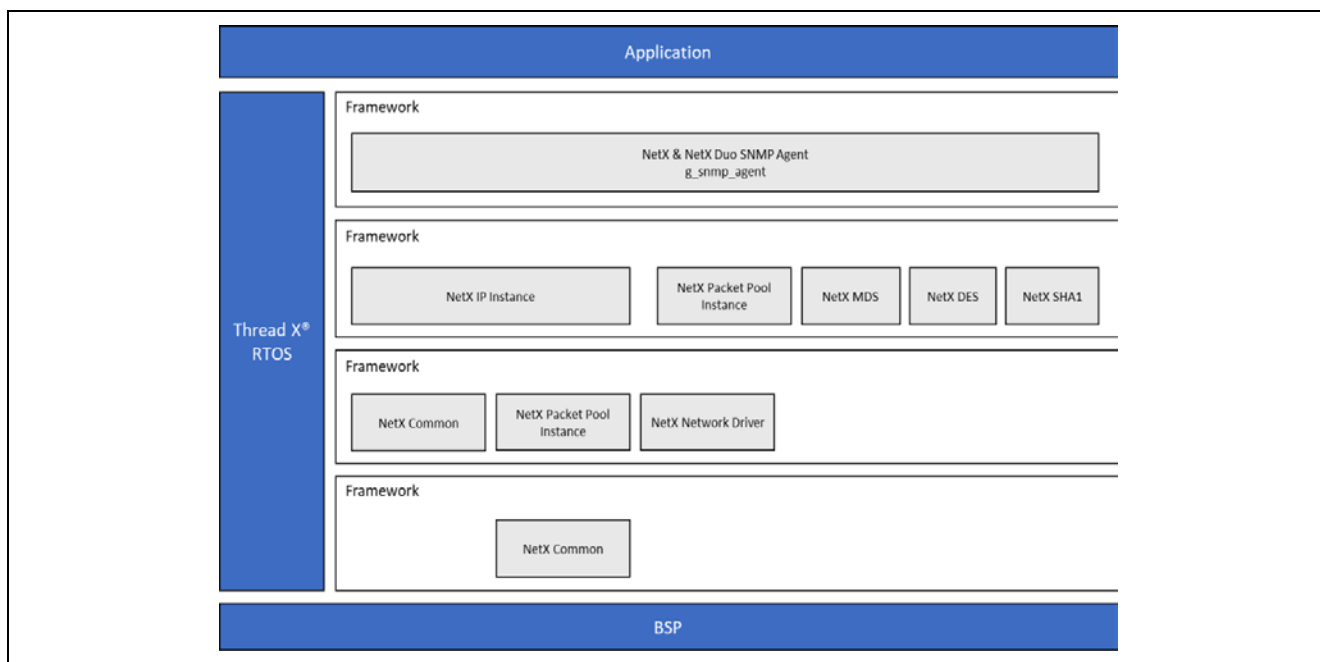 Application
Thread X®
RTOS
Framework
NetX & NetX Duo SNMP Agent
g_snmp_agent
Framework
NetX IP Instance
NetX Packet Pool
Instance
NetX MDS
NetX DES
NetX SHA1
Framework
NetX Common
NetX Packet Pool
Instance
NetX Network Driver
Framework
NetX Common
BSP